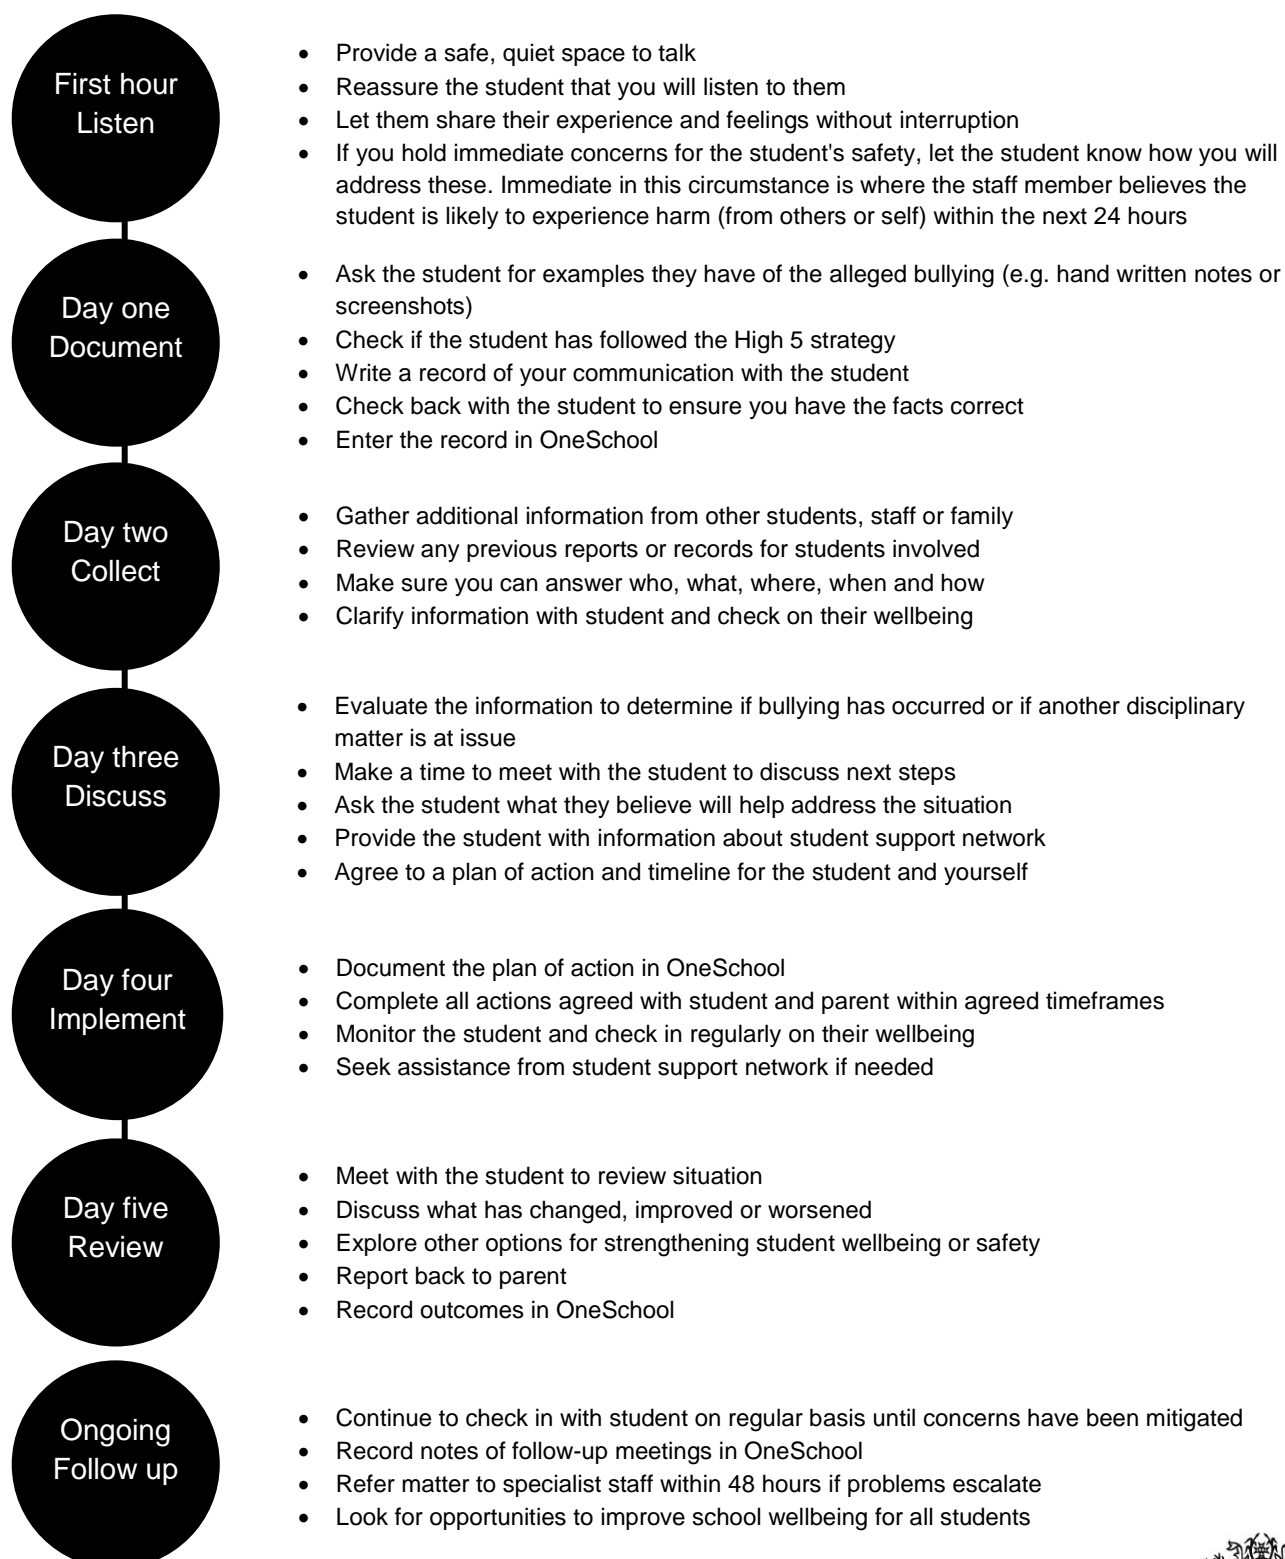 First hour
Listen
• Provide a safe, quiet space to talk
• Reassure the student that you will listen to them
• Let them share their experience and feelings without interruption
• If you hold immediate concerns for the student's safety, let the student know how you will
address these. Immediate in this circumstance is where the staff member believes the
student is likely to experience harm (from others or self) within the next 24 hours
Day one
Document
• Ask the student for examples they have of the alleged bullying (e.g. hand written notes or
screenshots)
• Check if the student has followed the High 5 strategy
• Write a record of your communication with the student
• Check back with the student to ensure you have the facts correct
• Enter the record in OneSchool
Day two
Collect
• Gather additional information from other students, staff or family
• Review any previous reports or records for students involved
• Make sure you can answer who, what, where, when and how
• Clarify information with student and check on their wellbeing
Day three
Discuss
• Evaluate the information to determine if bullying has occurred or if another disciplinary
matter is at issue
• Make a time to meet with the student to discuss next steps
• Ask the student what they believe will help address the situation
• Provide the student with information about student support network
• Agree to a plan of action and timeline for the student and yourself
Day four
Implement
• Document the plan of action in OneSchool
• Complete all actions agreed with student and parent within agreed timeframes
• Monitor the student and check in regularly on their wellbeing
• Seek assistance from student support network if needed
Day five
Review
• Meet with the student to review situation
• Discuss what has changed, improved or worsened
• Explore other options for strengthening student wellbeing or safety
• Report back to parent
• Record outcomes in OneSchool
Ongoing
Follow up
• Continue to check in with student on regular basis until concerns have been mitigated
• Record notes of follow-up meetings in OneSchool
• Refer matter to specialist staff within 48 hours if problems escalate
• Look for opportunities to improve school wellbeing for all students